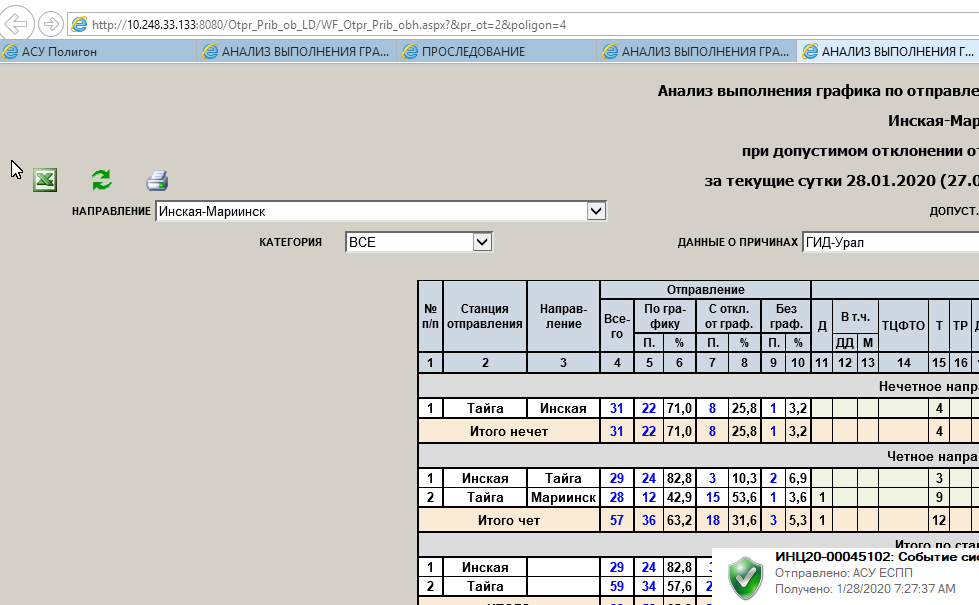 http://10.248.33.133:8080/Otpr_Prib_ob_LD/WF_Otpr_Prib_obh.aspx?&pr_ot=2&poligon=4
АСУ Полигон АНАЛИЗ ВЫПОЛНЕНИЯ ГРА... ПРОСЛЕДОВАНИЕ АНАЛИЗ ВЫПОЛНЕНИЯ ГРА... АНАЛИЗ ВЫПОЛНЕНИЯ Г...
Анализ выполнения графика по отправле
Инская-Мар
при допустимом отклонении от
за текущие сутки 28.01.2020 (27.0
НАПРАВЛЕНИЕ Инская-Мариинск ДОПУСТ.
КАТЕГОРИЯ ВСЕ ДАННЫЕ О ПРИЧИНАХ ГИД-Урал
№ п/п Станция отправления Направ-ление Отправление
Все-го По гра-фику С откл. от граф. Без граф. Д В т.ч. ТЦФТО Т ТР
П. % П. % П. % ДД М
1 2 3 4 5 6 7 8 9 10 11 12 13 14 15 16
Нечетное напр
1 Тайга Инская 31 22 71,0 8 25,8 1 3,2 4
Итого нечет 31 22 71,0 8 25,8 1 3,2 4
Четное напра
1 Инская Тайга 29 24 82,8 3 10,3 2 6,9 3
2 Тайга Мариинск 28 12 42,9 15 53,6 1 3,6 1 9
Итого чет 57 36 63,2 18 31,6 3 5,3 1 12
Итого по ста
1 Инская 29 24 82,8
2 Тайга 59 34 57,6
ИНЦ20-00045102: Событие сис
Отправлено: АСУ ЕСПП
Получено: 1/28/2020 7:27:37 AM